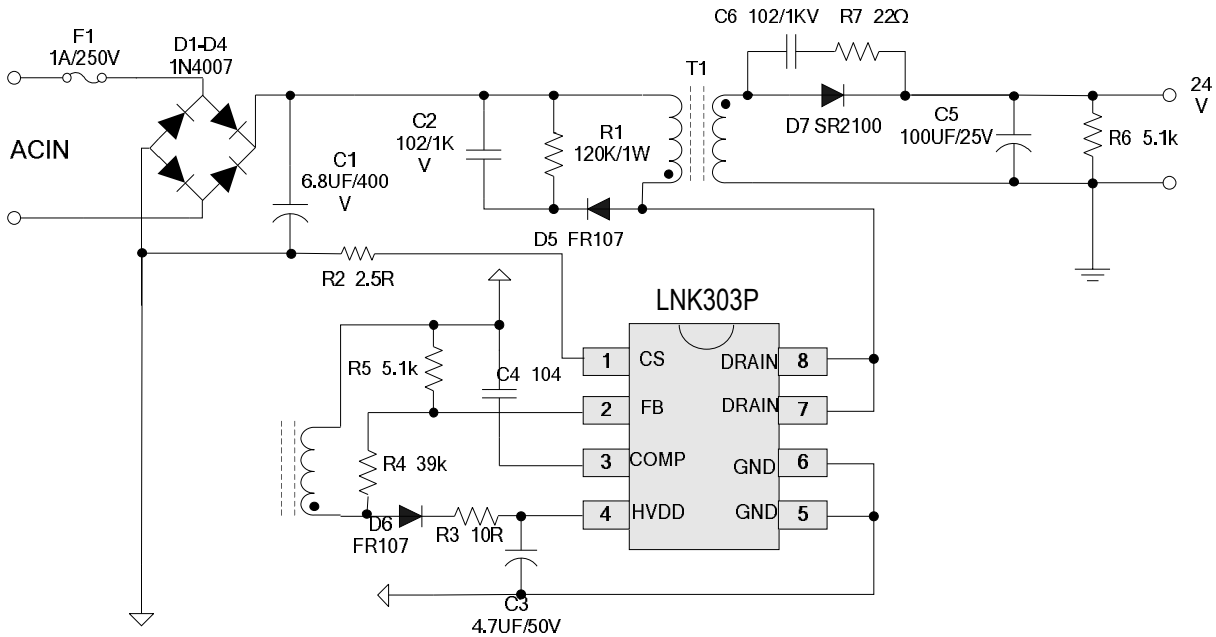 C6 102/1KV
R7 22Ω
F1
1A/250V
D1-D4
1N4007
T1
24
V
C2
102/1K
V
R1
120K/1W
D7 SR2100
C5
100UF/25V
R6 5.1k
ACIN
C1
6.8UF/400
V
D5 FR107
R2 2.5R
LNK303P
1
CS
DRAIN
8
R5 5.1k
C4 104
2
FB
DRAIN
7
R4 39k
3
COMP
GND
6
4
HVDD
GND
5
D6
FR107
R3 10R
C3
4.7UF/50V